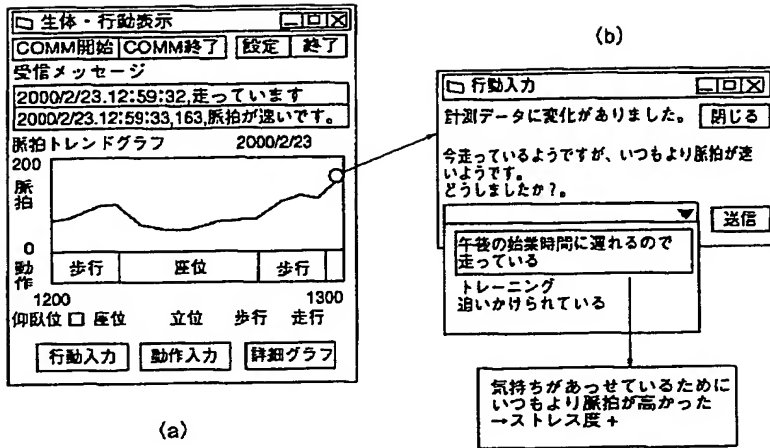 生体・行動表示
COMM開始 COMM終了 設定 終了
受信メッセージ
2000/2/23.12:59:32,走っています
2000/2/23.12:59:33,163,脈拍が速いです。
脈拍トレンドグラフ 2000/2/23
200
脈拍
0
動作
歩行 座位 歩行
1200 1300
仰臥位 座位 立位 歩行 走行
行動入力 動作入力 詳細グラフ
(a)
(b)
行動入力
計測データに変化がありました。 閉じる
今走っているようですが、いつもより脈拍が速
いようです。
どうしましたか?。
送信
午後の始業時間に遅れるので
走っている
トレーニング
追いかけられている
気持ちがあっせているために
いつもより脈拍が高かった
→ストレス度+